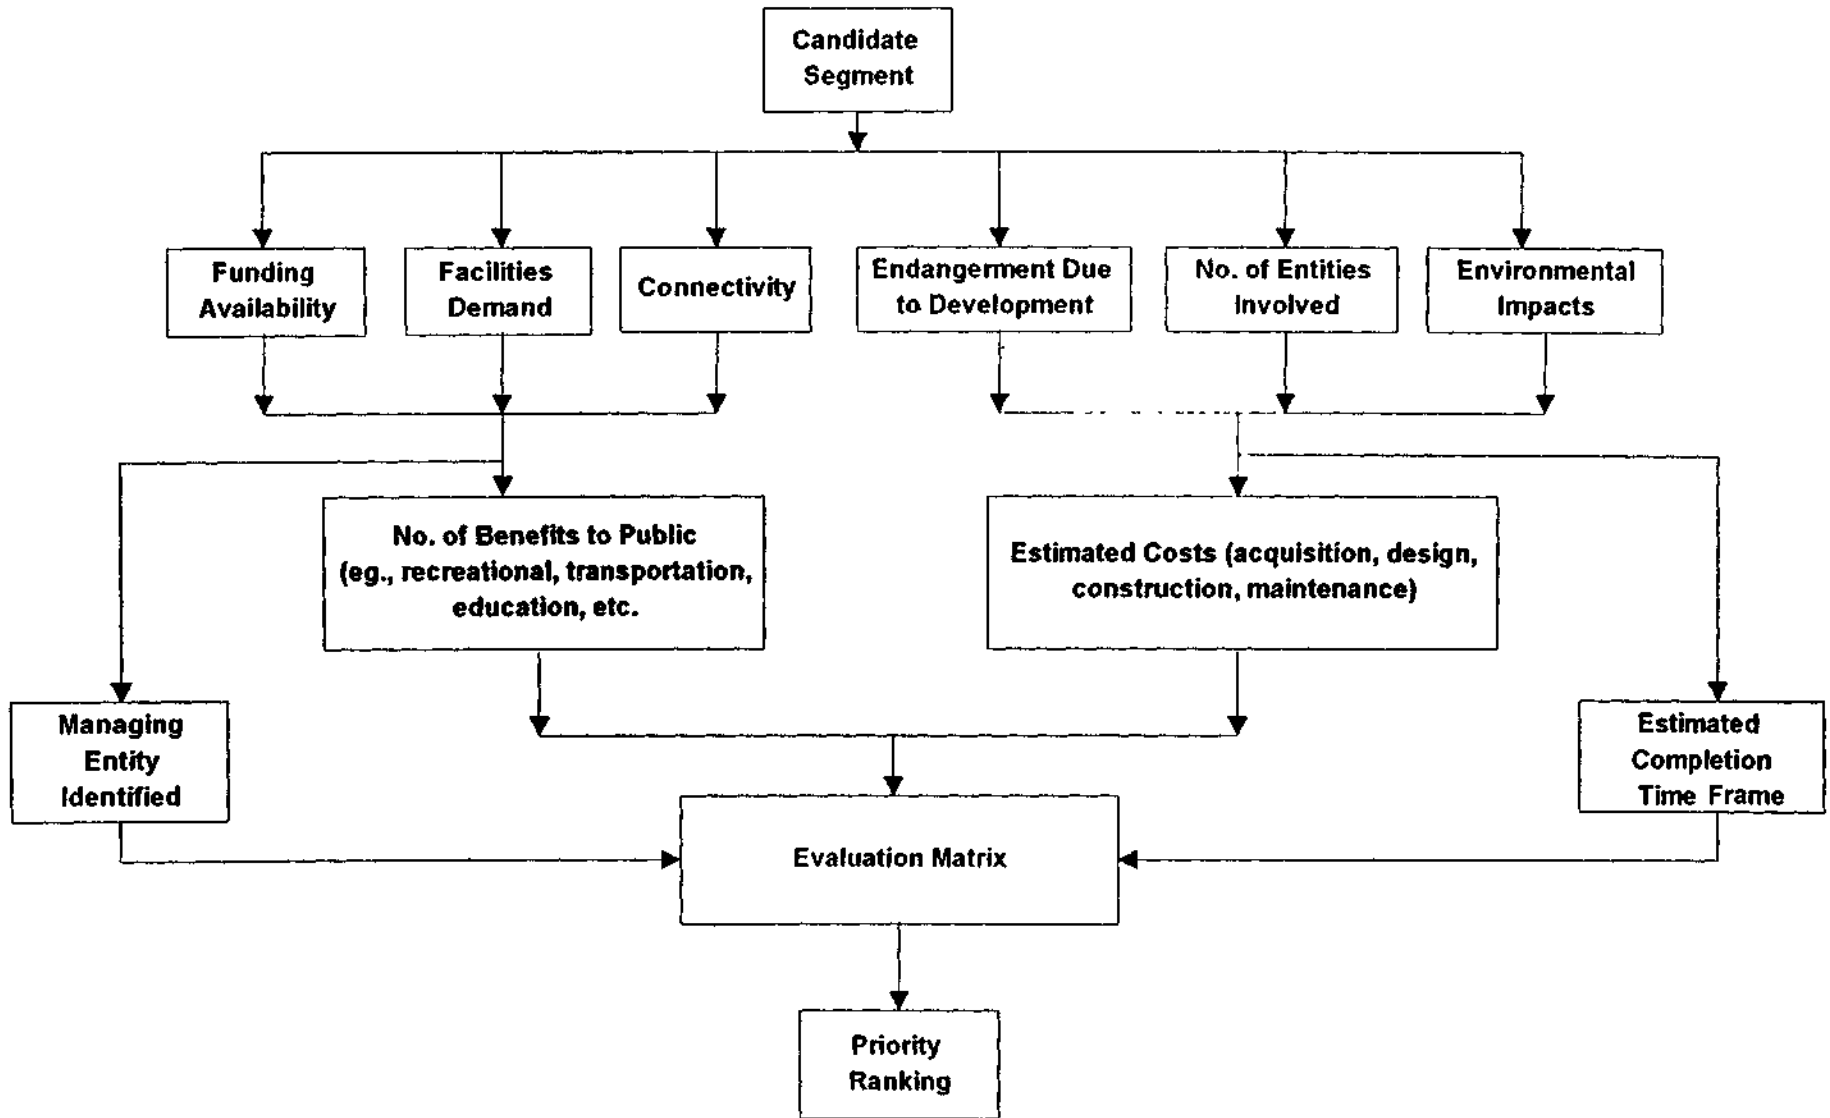 Candidate
Segment
Funding
Availability
Facilities
Demand
Connectivity
Endangerment Due
to Development
No. of Entities
Involved
Environmental
Impacts
No. of Benefits to Public
(eg., recreational, transportation,
education, etc.
Estimated Costs (acquisition, design,
construction, maintenance)
Managing
Entity
Identified
Estimated
Completion
Time Frame
Evaluation Matrix
Priority
Ranking